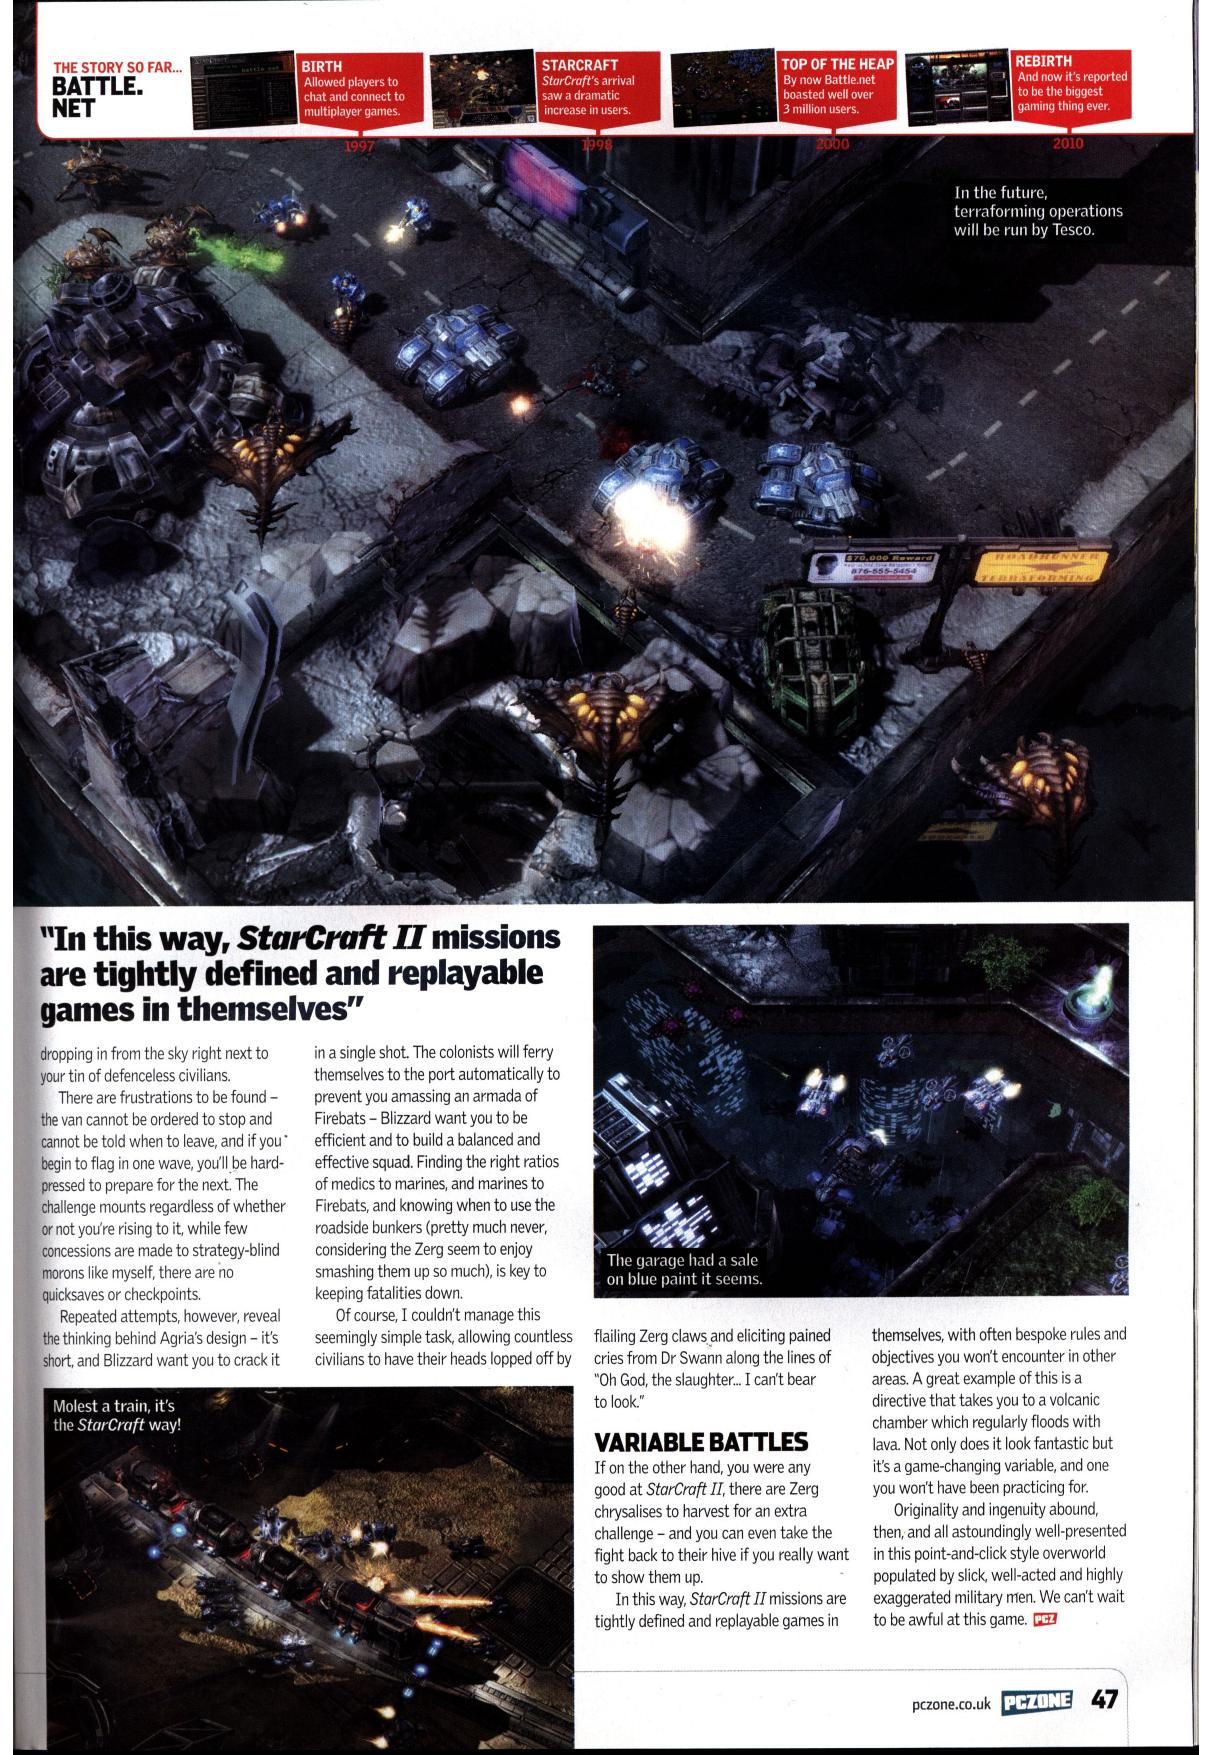 THE STORY SO FAR...
BATTLE.
NET
BIRTH
Allowed players to
chat and connect to
multiplayer games.
1997
STARCRAFT
StarCraft's arrival
saw a dramatic
increase in users.
1998
TOP OF THE HEAP
By now Battle.net
boasted well over
3 million users.
2000
REBIRTH
And now it's reported
to be the biggest
gaming thing ever.
2010
In the future,
terraforming operations
will be run by Tesco.
$70,000 Reward
876-555-5454
ROADRUNNER
TERRAFORMING
"In this way, StarCraft II missions
are tightly defined and replayable
games in themselves"
dropping in from the sky right next to
your tin of defenceless civilians.
There are frustrations to be found –
the van cannot be ordered to stop and
cannot be told when to leave, and if you
begin to flag in one wave, you'll be hard-
pressed to prepare for the next. The
challenge mounts regardless of whether
or not you're rising to it, while few
concessions are made to strategy-blind
morons like myself, there are no
quicksaves or checkpoints.
Repeated attempts, however, reveal
the thinking behind Agria's design – it's
short, and Blizzard want you to crack it
in a single shot. The colonists will ferry
themselves to the port automatically to
prevent you amassing an armada of
Firebats – Blizzard want you to be
efficient and to build a balanced and
effective squad. Finding the right ratios
of medics to marines, and marines to
Firebats, and knowing when to use the
roadside bunkers (pretty much never,
considering the Zerg seem to enjoy
smashing them up so much), is key to
keeping fatalities down.
Of course, I couldn't manage this
seemingly simple task, allowing countless
civilians to have their heads lopped off by
Molest a train, it's
the StarCraft way!
The garage had a sale
on blue paint it seems.
flailing Zerg claws and eliciting pained
cries from Dr Swann along the lines of
"Oh God, the slaughter... I can't bear
to look."
VARIABLE BATTLES
If on the other hand, you were any
good at StarCraft II, there are Zerg
chrysalises to harvest for an extra
challenge – and you can even take the
fight back to their hive if you really want
to show them up.
In this way, StarCraft II missions are
tightly defined and replayable games in
themselves, with often bespoke rules and
objectives you won't encounter in other
areas. A great example of this is a
directive that takes you to a volcanic
chamber which regularly floods with
lava. Not only does it look fantastic but
it's a game-changing variable, and one
you won't have been practicing for.
Originality and ingenuity abound,
then, and all astoundingly well-presented
in this point-and-click style overworld
populated by slick, well-acted and highly
exaggerated military men. We can't wait
to be awful at this game. PCZ
pczone.co.uk PCZONE 47